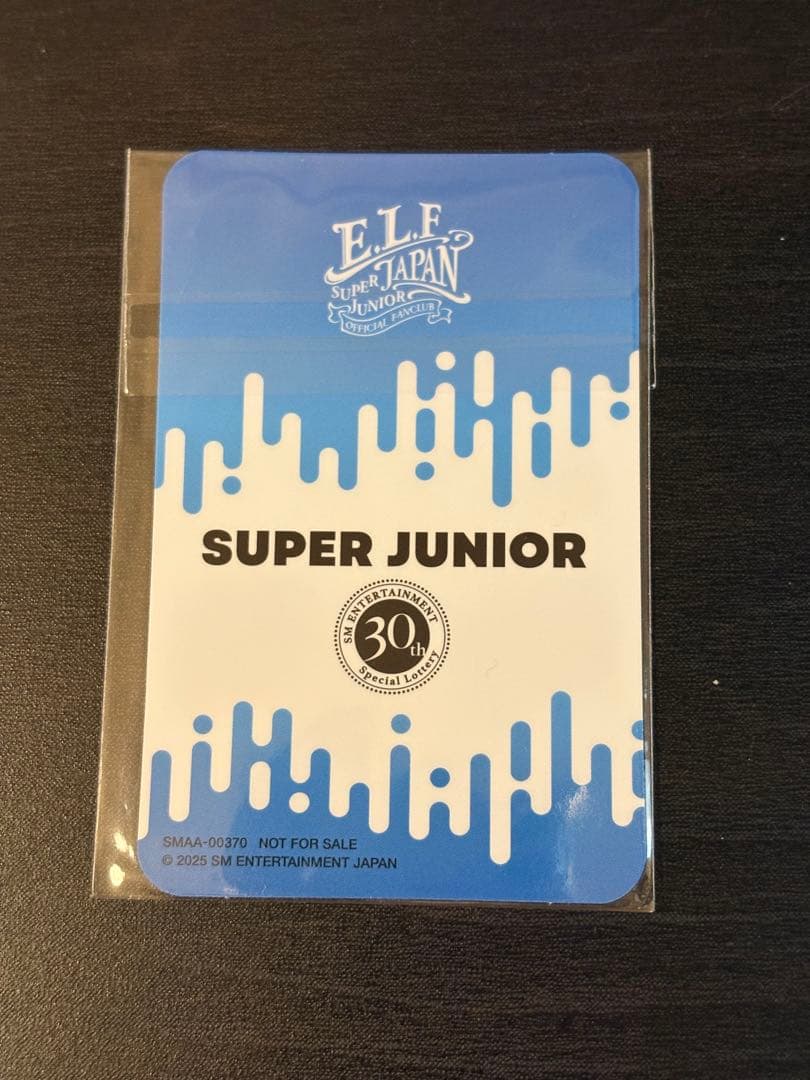 E.L.F
SUPER JAPAN
JUNIOR
OFFICIAL FANCLUB
SUPER JUNIOR
SM ENTERTAINMENT
30th
Special Lottery
SMAA-00370 NOT FOR SALE
© 2025 SM ENTERTAINMENT JAPAN